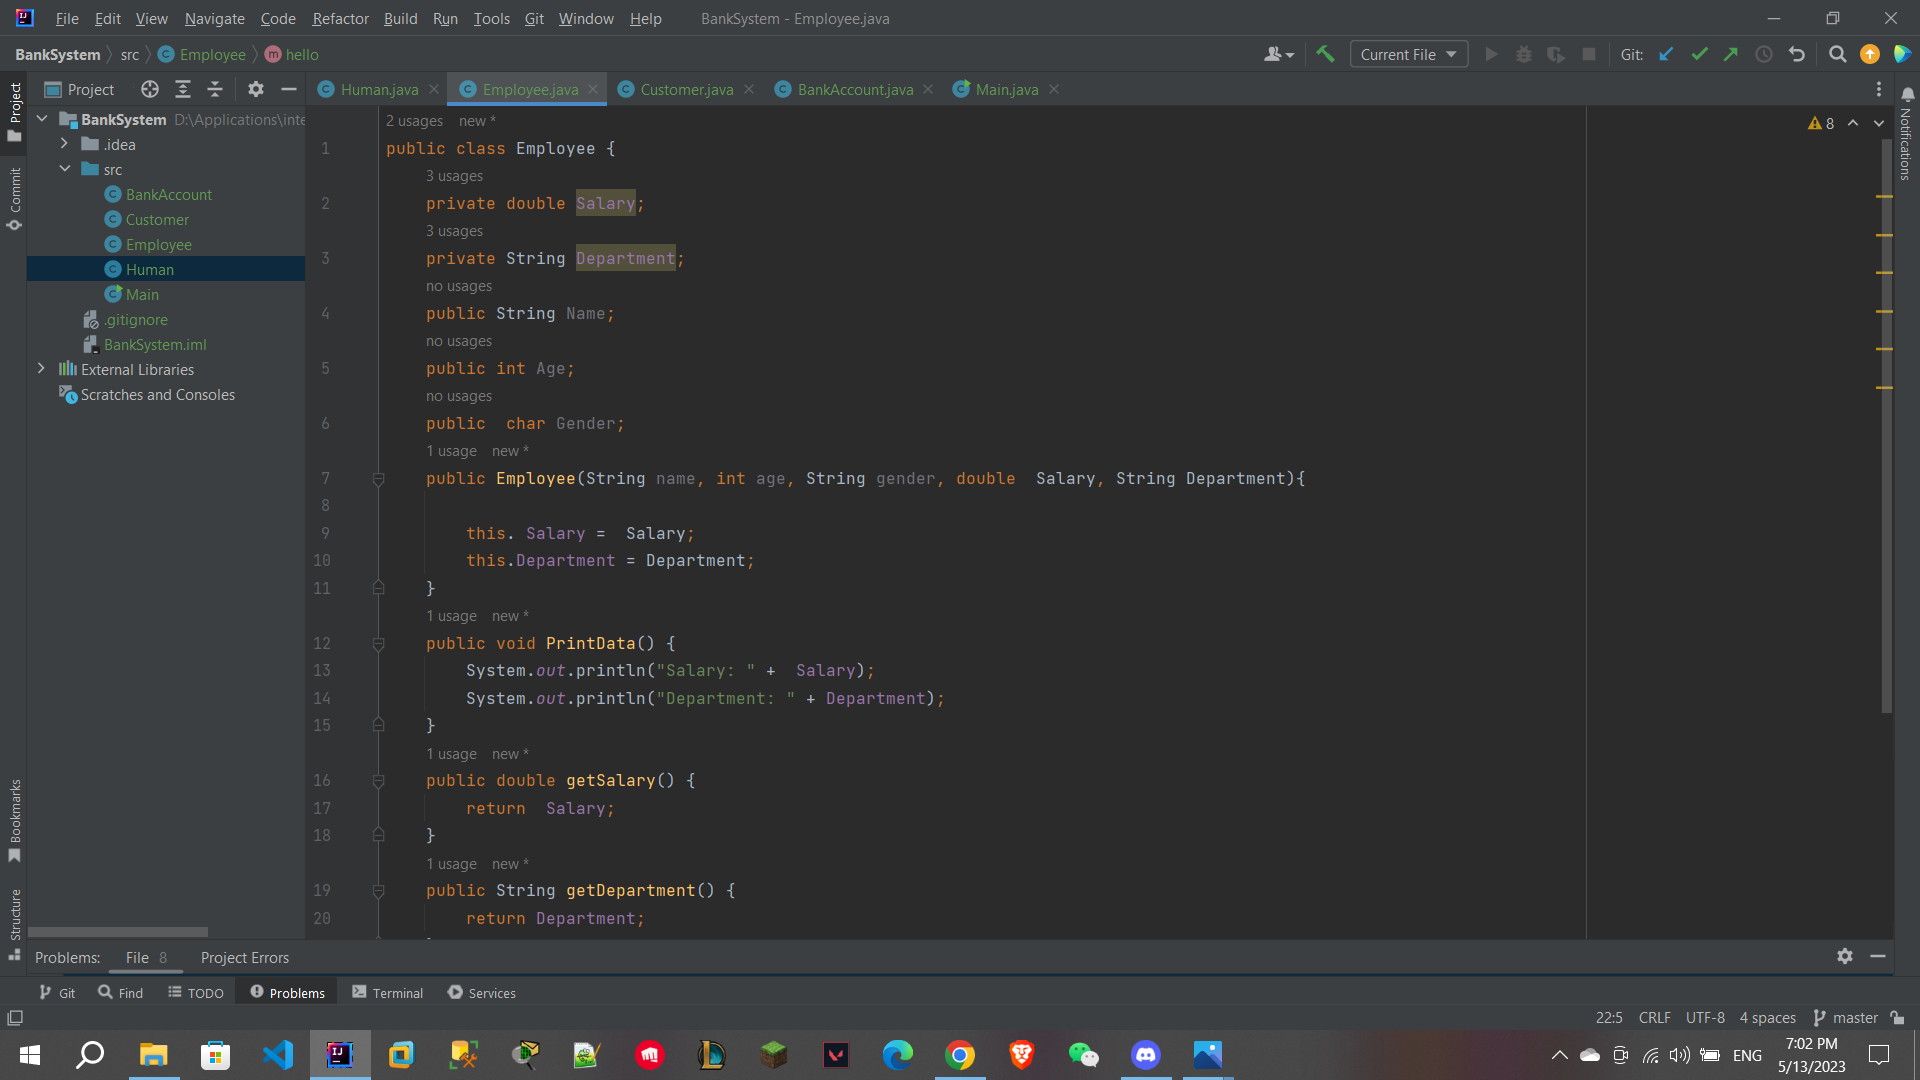 File Edit View Navigate Code Refactor Build Run Tools Git Window Help BankSystem - Employee.java
BankSystem src Employee hello Current File Git:
Project
Human.java Employee.java Customer.java BankAccount.java Main.java
BankSystem D:\Applications\inte
.idea
src
BankAccount
Customer
Employee
Human
Main
.gitignore
BankSystem.iml
External Libraries
Scratches and Consoles
Project
Commit
Bookmarks
Structure
Notifications
8
2 usages new *
1 public class Employee {
3 usages
2 private double Salary;
3 usages
3 private String Department;
no usages
4 public String Name;
no usages
5 public int Age;
no usages
6 public  char Gender;
1 usage new *
7 public Employee(String name, int age, String gender, double  Salary, String Department){
8
9 this. Salary =  Salary;
10 this.Department = Department;
11 }
1 usage new *
12 public void PrintData() {
13 System.out.println("Salary: " +  Salary);
14 System.out.println("Department: " + Department);
15 }
1 usage new *
16 public double getSalary() {
17 return  Salary;
18 }
1 usage new *
19 public String getDepartment() {
20 return Department;
Problems: File 8 Project Errors
Git Find TODO Problems Terminal Services
22:5 CRLF UTF-8 4 spaces master
ENG
7:02 PM
5/13/2023